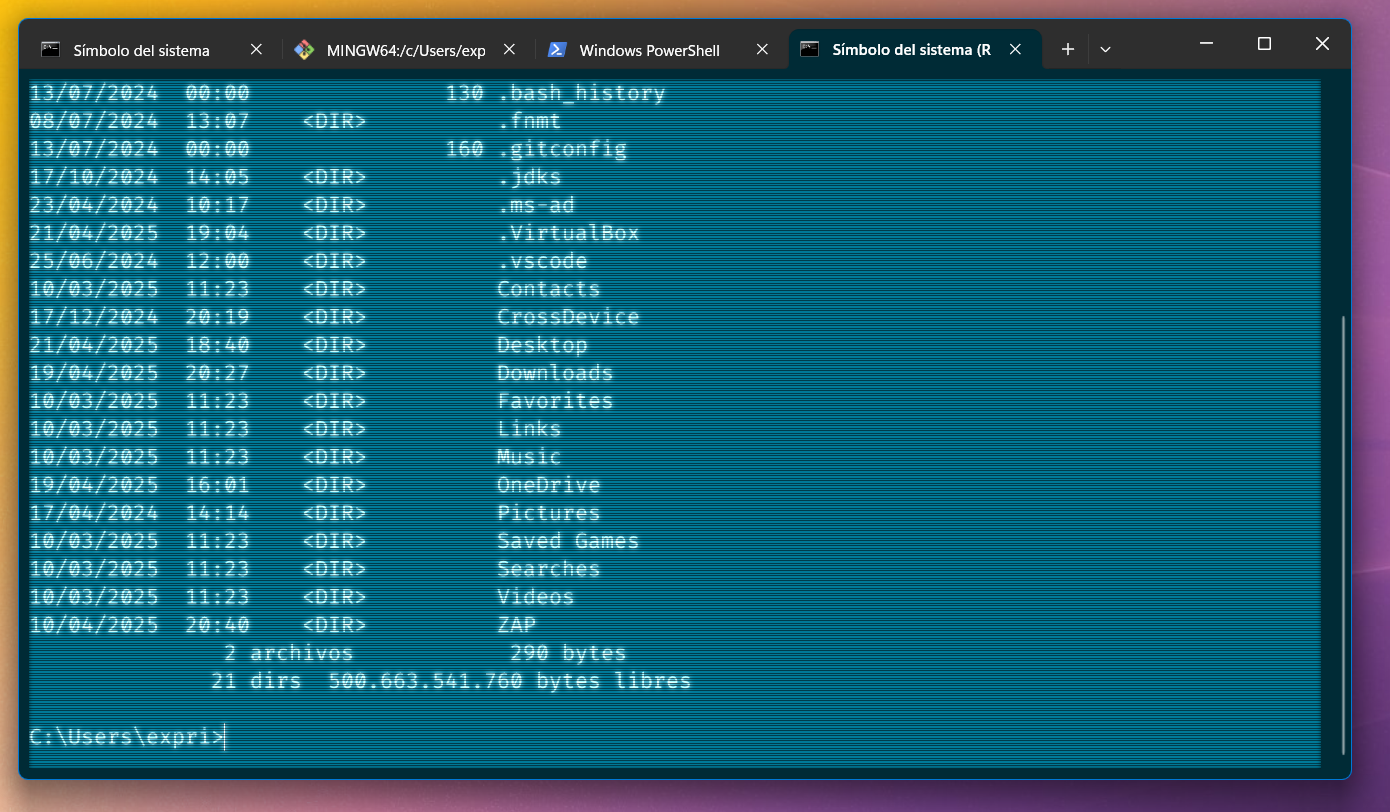 Símbolo del sistema
MINGW64:/c/Users/exp
Windows PowerShell
Símbolo del sistema (R
13/07/2024  00:00               130 .bash_history
08/07/2024  13:07    <DIR>          .fnmt
13/07/2024  00:00               160 .gitconfig
17/10/2024  14:05    <DIR>          .jdks
23/04/2024  10:17    <DIR>          .ms-ad
21/04/2025  19:04    <DIR>          .VirtualBox
25/06/2024  12:00    <DIR>          .vscode
10/03/2025  11:23    <DIR>          Contacts
17/12/2024  20:19    <DIR>          CrossDevice
21/04/2025  18:40    <DIR>          Desktop
19/04/2025  20:27    <DIR>          Downloads
10/03/2025  11:23    <DIR>          Favorites
10/03/2025  11:23    <DIR>          Links
10/03/2025  11:23    <DIR>          Music
19/04/2025  16:01    <DIR>          OneDrive
17/04/2024  14:14    <DIR>          Pictures
10/03/2025  11:23    <DIR>          Saved Games
10/03/2025  11:23    <DIR>          Searches
10/03/2025  11:23    <DIR>          Videos
10/04/2025  20:40    <DIR>          ZAP
2 archivos            290 bytes
21 dirs  500.663.541.760 bytes libres
C:\Users\expri>